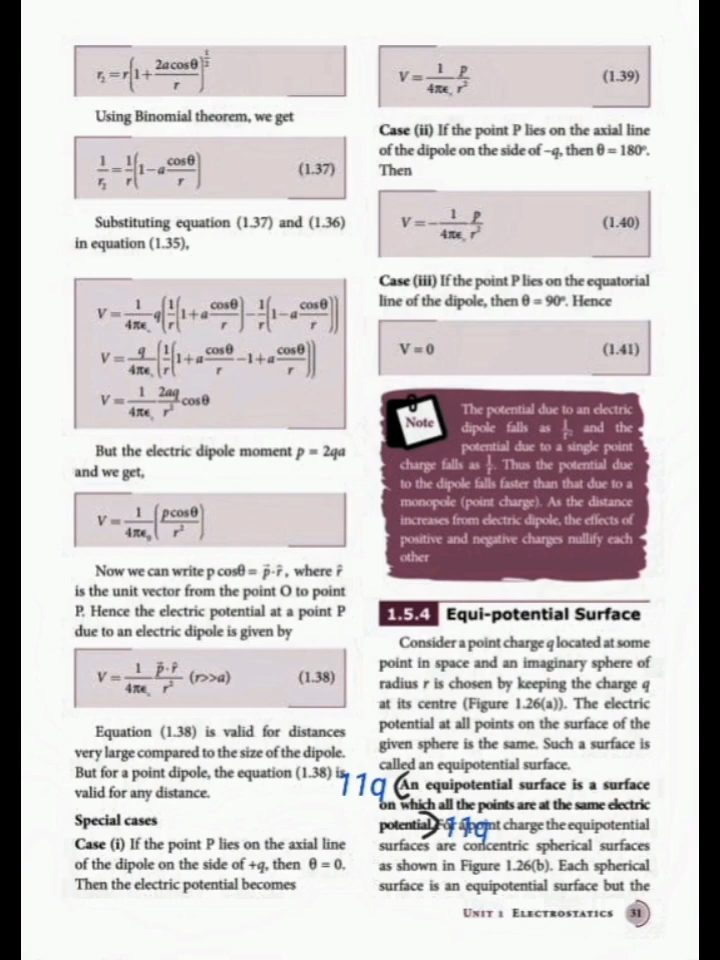 r₂ = r(1 + 2a cosθ / r)^(1/2)
Using Binomial theorem, we get
1/r₂ = 1/r (1 − a cosθ/r) (1.37)
Substituting equation (1.37) and (1.36)
in equation (1.35),
V = 1/4πϵ₀ q (1/r (1 + a cosθ/r) − 1/r (1 − a cosθ/r))
V = q/4πϵ₀ (1/r (1 + a cosθ/r − 1 + a cosθ/r))
V = 1/4πϵ₀ 2aq/r² cosθ
But the electric dipole moment p = 2qa
and we get,
V = 1/4πϵ₀ (p cosθ / r²)
Now we can write p cosθ = p⃗·r̂, where r̂
is the unit vector from the point O to point
P. Hence the electric potential at a point P
due to an electric dipole is given by
V = 1/4πϵ₀ p⃗·r̂/r² (r>>a) (1.38)
Equation (1.38) is valid for distances
very large compared to the size of the dipole.
But for a point dipole, the equation (1.38) is
valid for any distance.
Special cases
Case (i) If the point P lies on the axial line
of the dipole on the side of +q, then θ = 0.
Then the electric potential becomes
V = 1/4πϵ₀ p/r² (1.39)
Case (ii) If the point P lies on the axial line
of the dipole on the side of –q, then θ = 180º.
Then
V = − 1/4πϵ₀ p/r² (1.40)
Case (iii) If the point P lies on the equatorial
line of the dipole, then θ = 90º. Hence
V = 0 (1.41)
Note
The potential due to an electric
dipole falls as 1/r² and the
potential due to a single point
charge falls as 1/r. Thus the potential due
to the dipole falls faster than that due to a
monopole (point charge). As the distance
increases from electric dipole, the effects of
positive and negative charges nullify each
other
1.5.4 Equi-potential Surface
Consider a point charge q located at some
point in space and an imaginary sphere of
radius r is chosen by keeping the charge q
at its centre (Figure 1.26(a)). The electric
potential at all points on the surface of the
given sphere is the same. Such a surface is
called an equipotential surface.
11q (An equipotential surface is a surface
on which all the points are at the same electric
potential.) For a point charge the equipotential
11q
surfaces are concentric spherical surfaces
as shown in Figure 1.26(b). Each spherical
surface is an equipotential surface but the
UNIT 1 ELECTROSTATICS 31